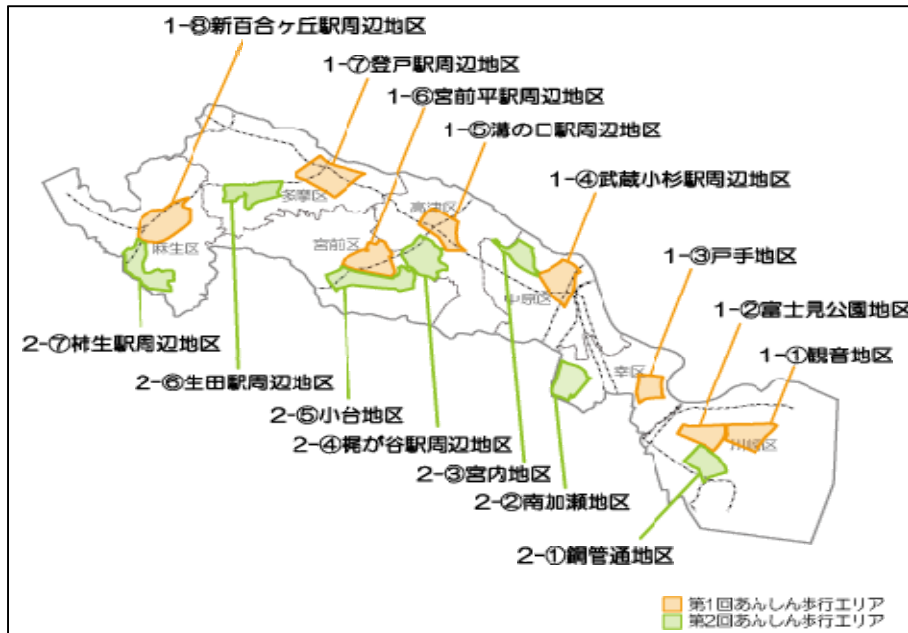 1-⑧新百合ヶ丘駅周辺地区
1-⑦登戸駅周辺地区
1-⑥宮前平駅周辺地区
1-⑤溝の口駅周辺地区
1-④武蔵小杉駅周辺地区
1-③戸手地区
1-②富士見公園地区
1-①観音地区
多摩区
高津区
麻生区
宮前区
中原区
幸区
川崎区
2-⑦柿生駅周辺地区
2-⑥生田駅周辺地区
2-⑤小台地区
2-④梶が谷駅周辺地区
2-③宮内地区
2-②南加瀬地区
2-①鋼管通地区
第1回あんしん歩行エリア
第2回あんしん歩行エリア